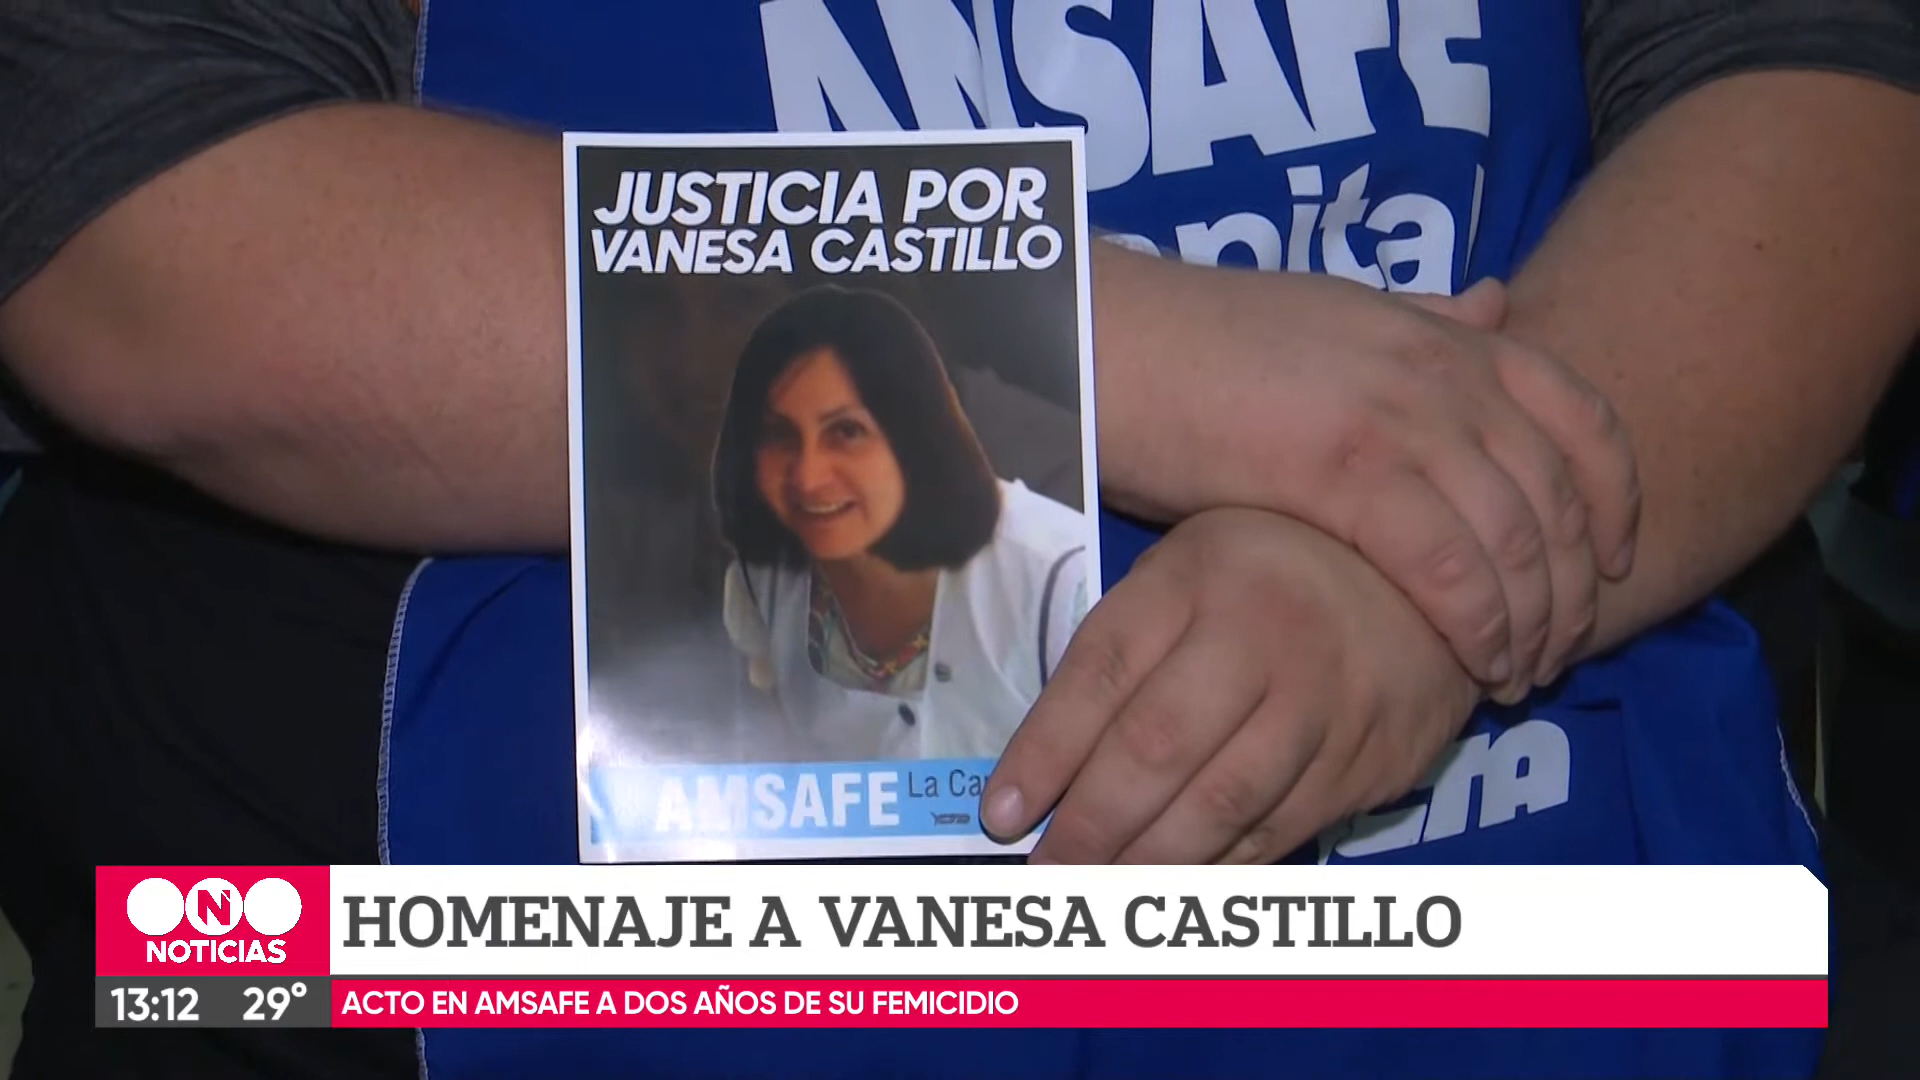 AMSAFE
JUSTICIA POR
VANESA CASTILLO
AMSAFE La Ca
N
NOTICIAS
HOMENAJE A VANESA CASTILLO
13:12 29°
ACTO EN AMSAFE A DOS AÑOS DE SU FEMICIDIO